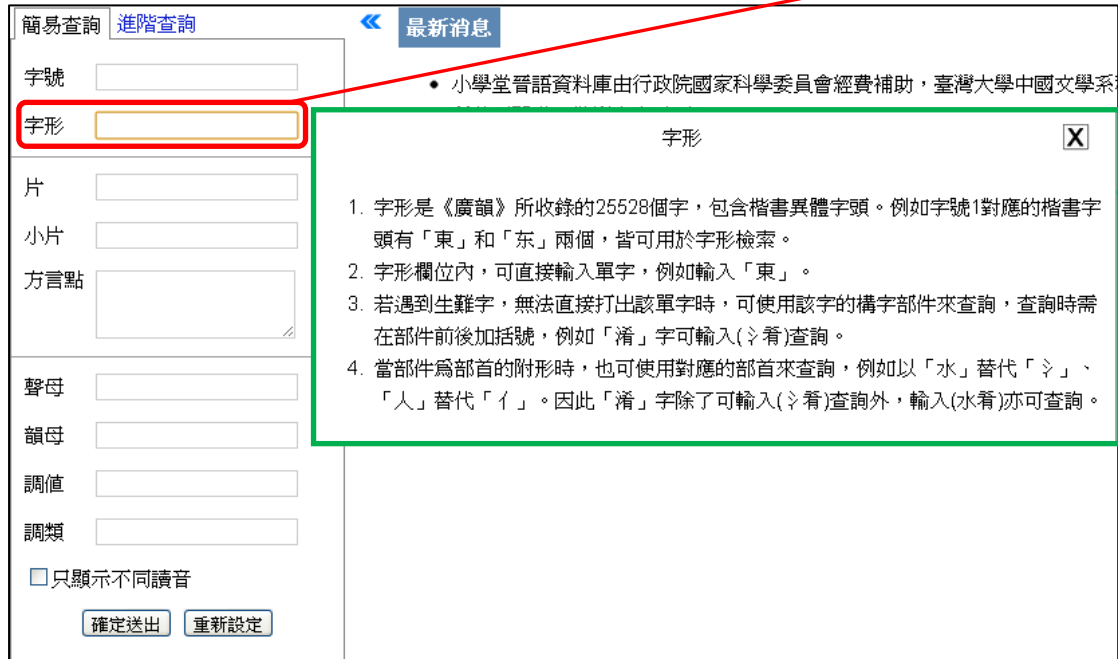 簡易查詢 進階查詢
字號
字形
片
小片
方言點
聲母
韻母
調值
調類
只顯示不同讀音
確定送出 重新設定
最新消息
小學堂晉語資料庫由行政院國家科學委員會經費補助,臺灣大學中國文學系
字形
X
1. 字形是《廣韻》所收錄的25528個字,包含楷書異體字頭。例如字號1對應的楷書字
頭有「東」和「东」兩個,皆可用於字形檢索。
2. 字形欄位內,可直接輸入單字,例如輸入「東」。
3. 若遇到生難字,無法直接打出該單字時,可使用該字的構字部件來查詢,查詢時需
在部件前後加括號,例如「淆」字可輸入(氵肴)查詢。
4. 當部件為部首的附形時,也可使用對應的部首來查詢,例如以「水」替代「氵」、
「人」替代「亻」。因此「淆」字除了可輸入(氵肴)查詢外,輸入(水肴)亦可查詢。